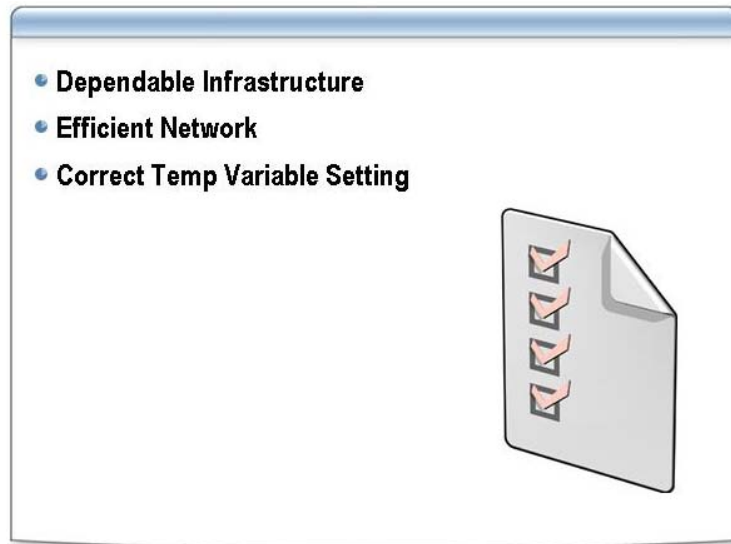 Dependable Infrastructure
Efficient Network
Correct Temp Variable Setting